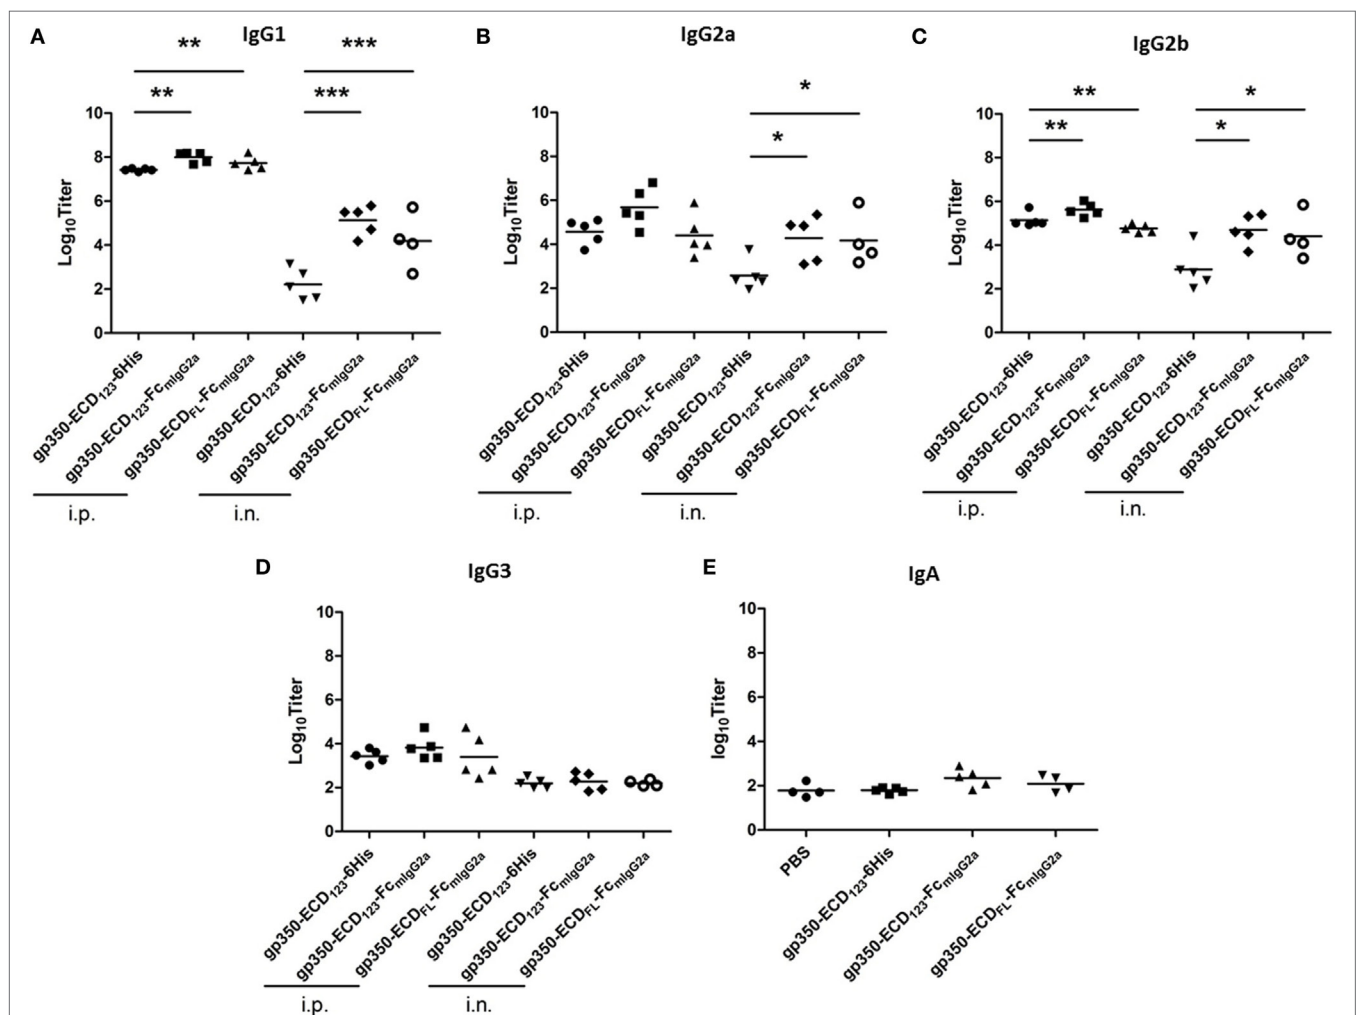 A
IgG1
** ***
** ***
Log10Titer
10
8
6
4
2
0
gp350-ECD123-6His
gp350-ECD123-FcmIgG2a
gp350-ECDFL-FcmIgG2a
gp350-ECD123-6His
gp350-ECD123-FcmIgG2a
gp350-ECDFL-FcmIgG2a
i.p. i.n.
B
IgG2a
*
*
Log10Titer
10
8
6
4
2
0
gp350-ECD123-6His
gp350-ECD123-FcmIgG2a
gp350-ECDFL-FcmIgG2a
gp350-ECD123-6His
gp350-ECD123-FcmIgG2a
gp350-ECDFL-FcmIgG2a
i.p. i.n.
C
IgG2b
** *
** *
Log10Titer
10
8
6
4
2
0
gp350-ECD123-6His
gp350-ECD123-FcmIgG2a
gp350-ECDFL-FcmIgG2a
gp350-ECD123-6His
gp350-ECD123-FcmIgG2a
gp350-ECDFL-FcmIgG2a
i.p. i.n.
D
IgG3
Log10Titer
10
8
6
4
2
0
gp350-ECD123-6His
gp350-ECD123-FcmIgG2a
gp350-ECDFL-FcmIgG2a
gp350-ECD123-6His
gp350-ECD123-FcmIgG2a
gp350-ECDFL-FcmIgG2a
i.p. i.n.
E
IgA
log10Titer
10
8
6
4
2
0
PBS
gp350-ECD123-6His
gp350-ECD123-FcmIgG2a
gp350-ECDFL-FcmIgG2a